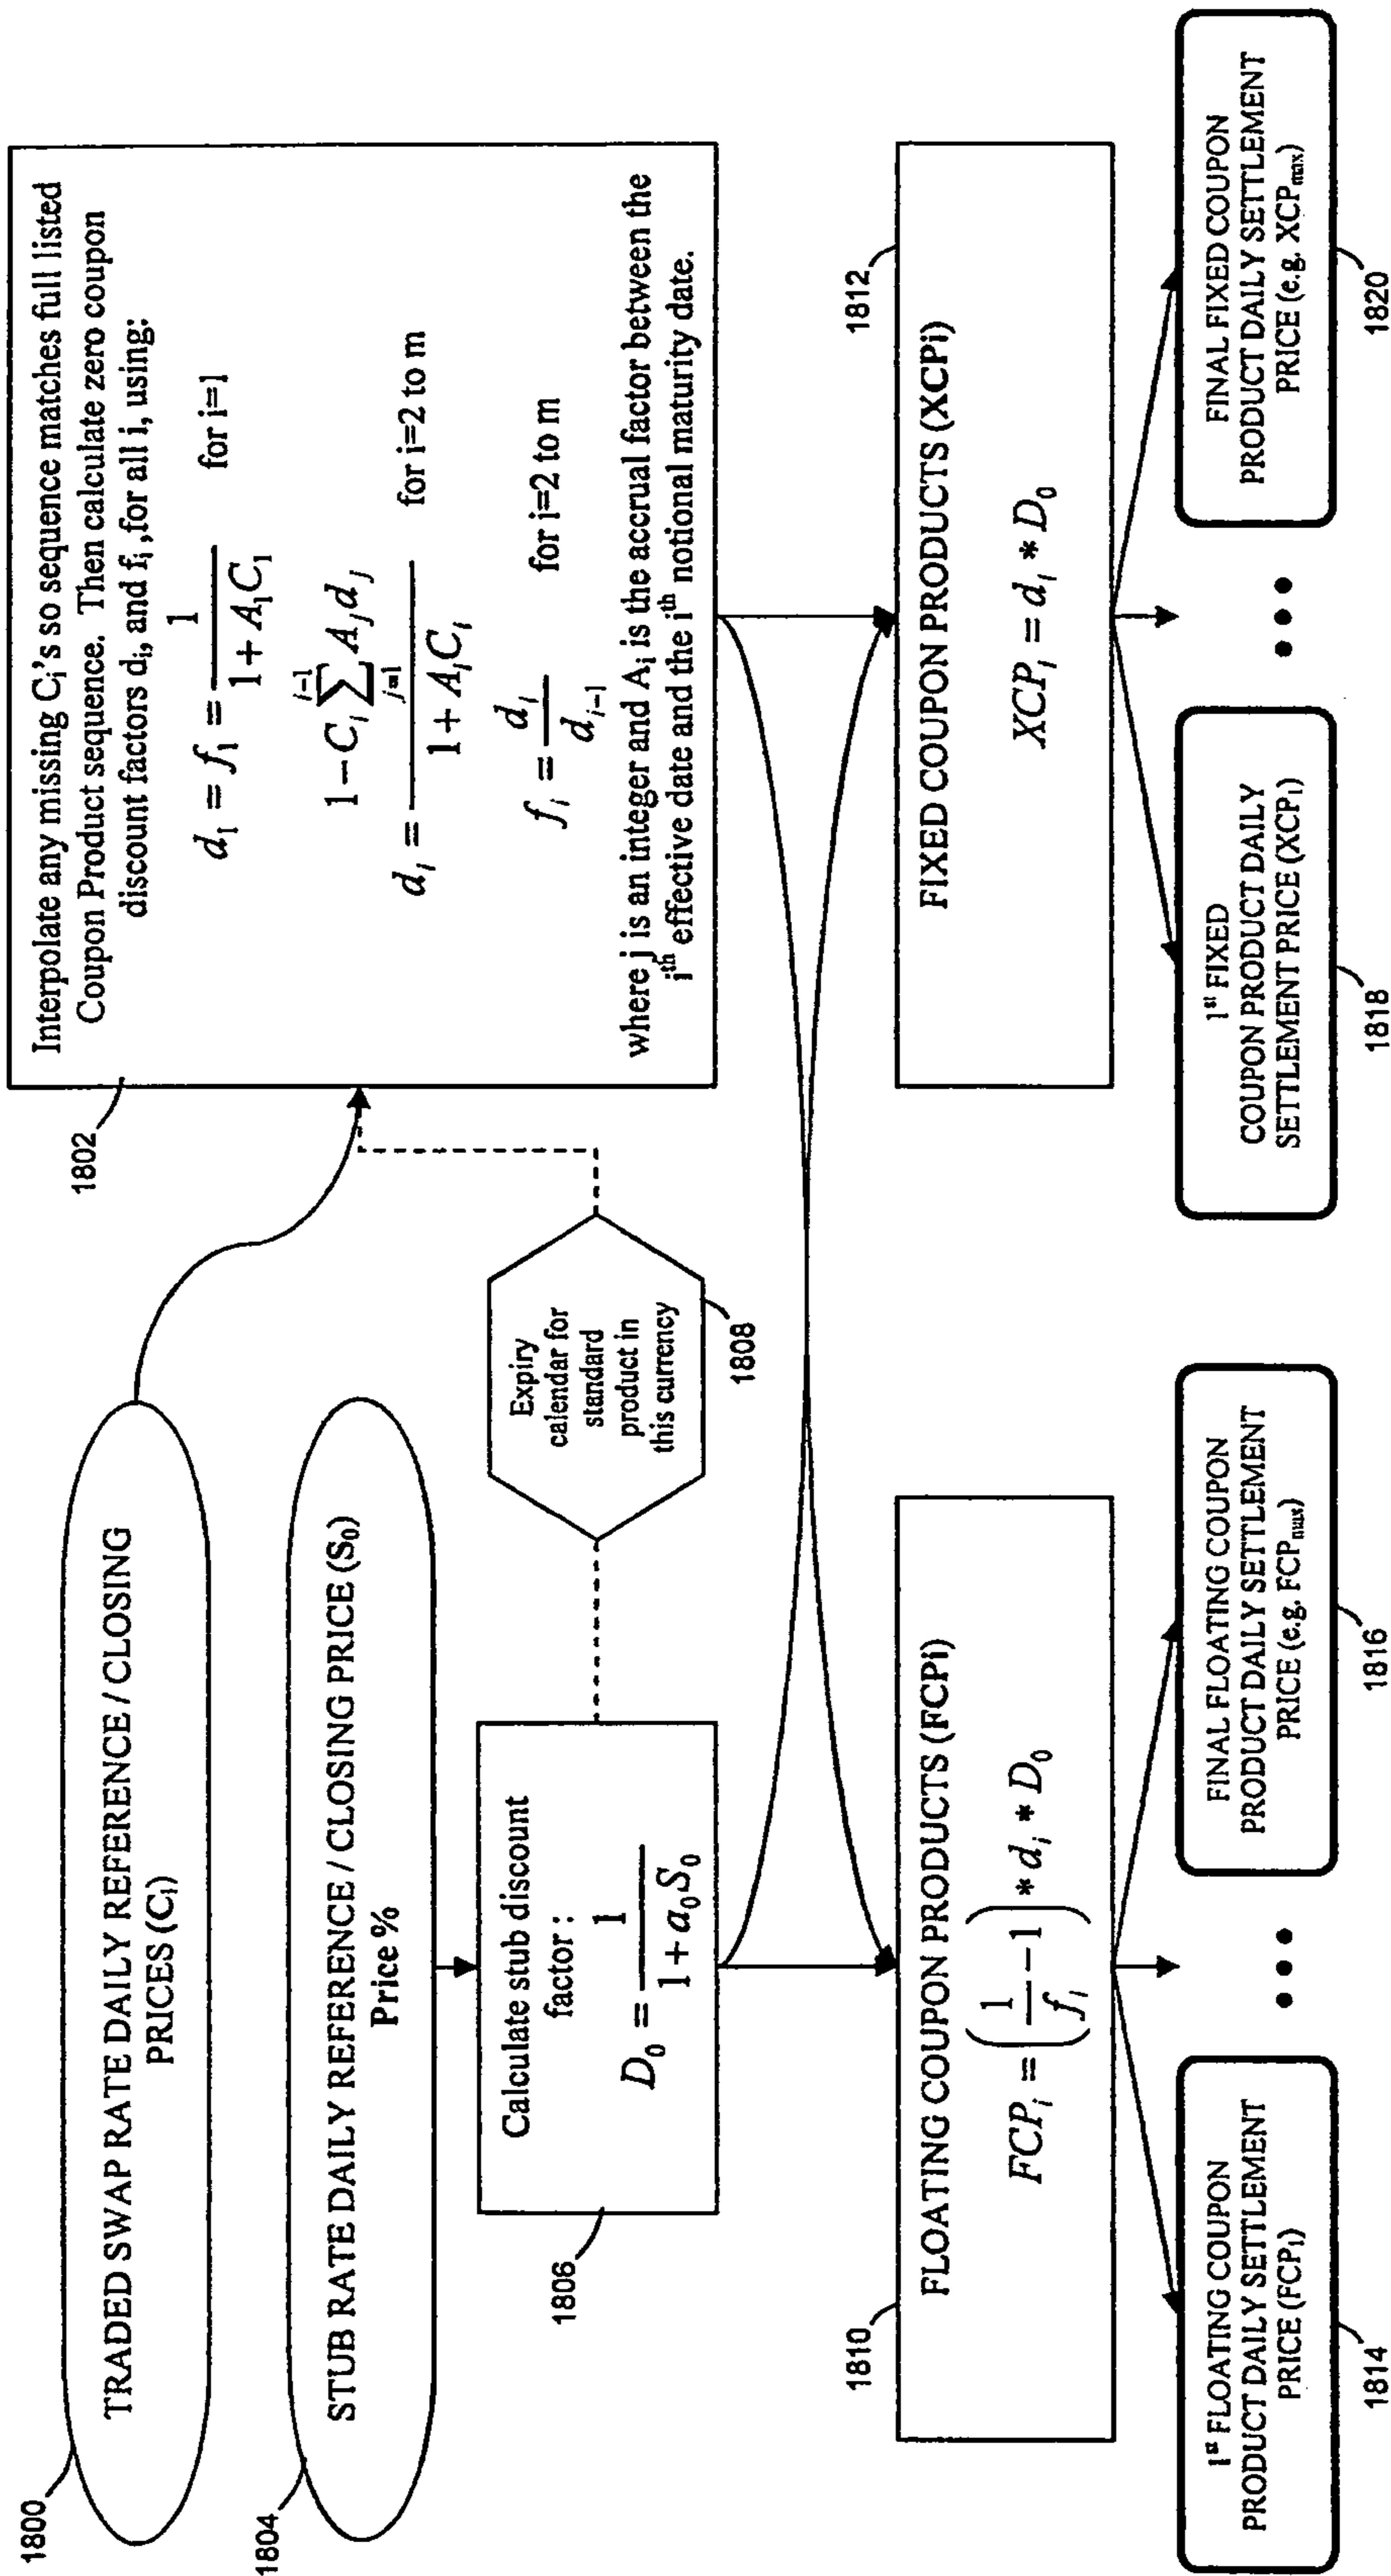 1800
TRADED SWAP RATE DAILY REFERENCE / CLOSING
PRICES (Cᵢ)
1804
STUB RATE DAILY REFERENCE / CLOSING PRICE (S₀)
Price %
1806
Calculate stub discount
factor :
D₀ = 1 / (1 + a₀S₀)
Expiry
calendar for
standard
product in
this currency
1808
1802
Interpolate any missing Cᵢ's so sequence matches full listed
Coupon Product sequence. Then calculate zero coupon
discount factors dᵢ, and fᵢ, for all i, using:
d₁ = f₁ = 1 / (1 + A₁C₁) for i=1
dᵢ = (1 − Cᵢ ∑_{j=1}^{i−1} Aⱼdⱼ) / (1 + AᵢCᵢ) for i=2 to m
fᵢ = dᵢ / dᵢ₋₁ for i=2 to m
where j is an integer and Aᵢ is the accrual factor between the
iᵗʰ effective date and the iᵗʰ notional maturity date.
1810
FLOATING COUPON PRODUCTS (FCPi)
FCPᵢ = (1/fᵢ − 1) * dᵢ * D₀
1812
FIXED COUPON PRODUCTS (XCPi)
XCPᵢ = dᵢ * D₀
1ˢᵗ FLOATING COUPON
PRODUCT DAILY SETTLEMENT
PRICE (FCP₁)
1814
• • •
FINAL FLOATING COUPON
PRODUCT DAILY SETTLEMENT
PRICE (e.g. FCPmax)
1816
1ˢᵗ FIXED
COUPON PRODUCT DAILY
SETTLEMENT PRICE (XCP₁)
1818
• • •
FINAL FIXED COUPON
PRODUCT DAILY SETTLEMENT
PRICE (e.g. XCPmax)
1820